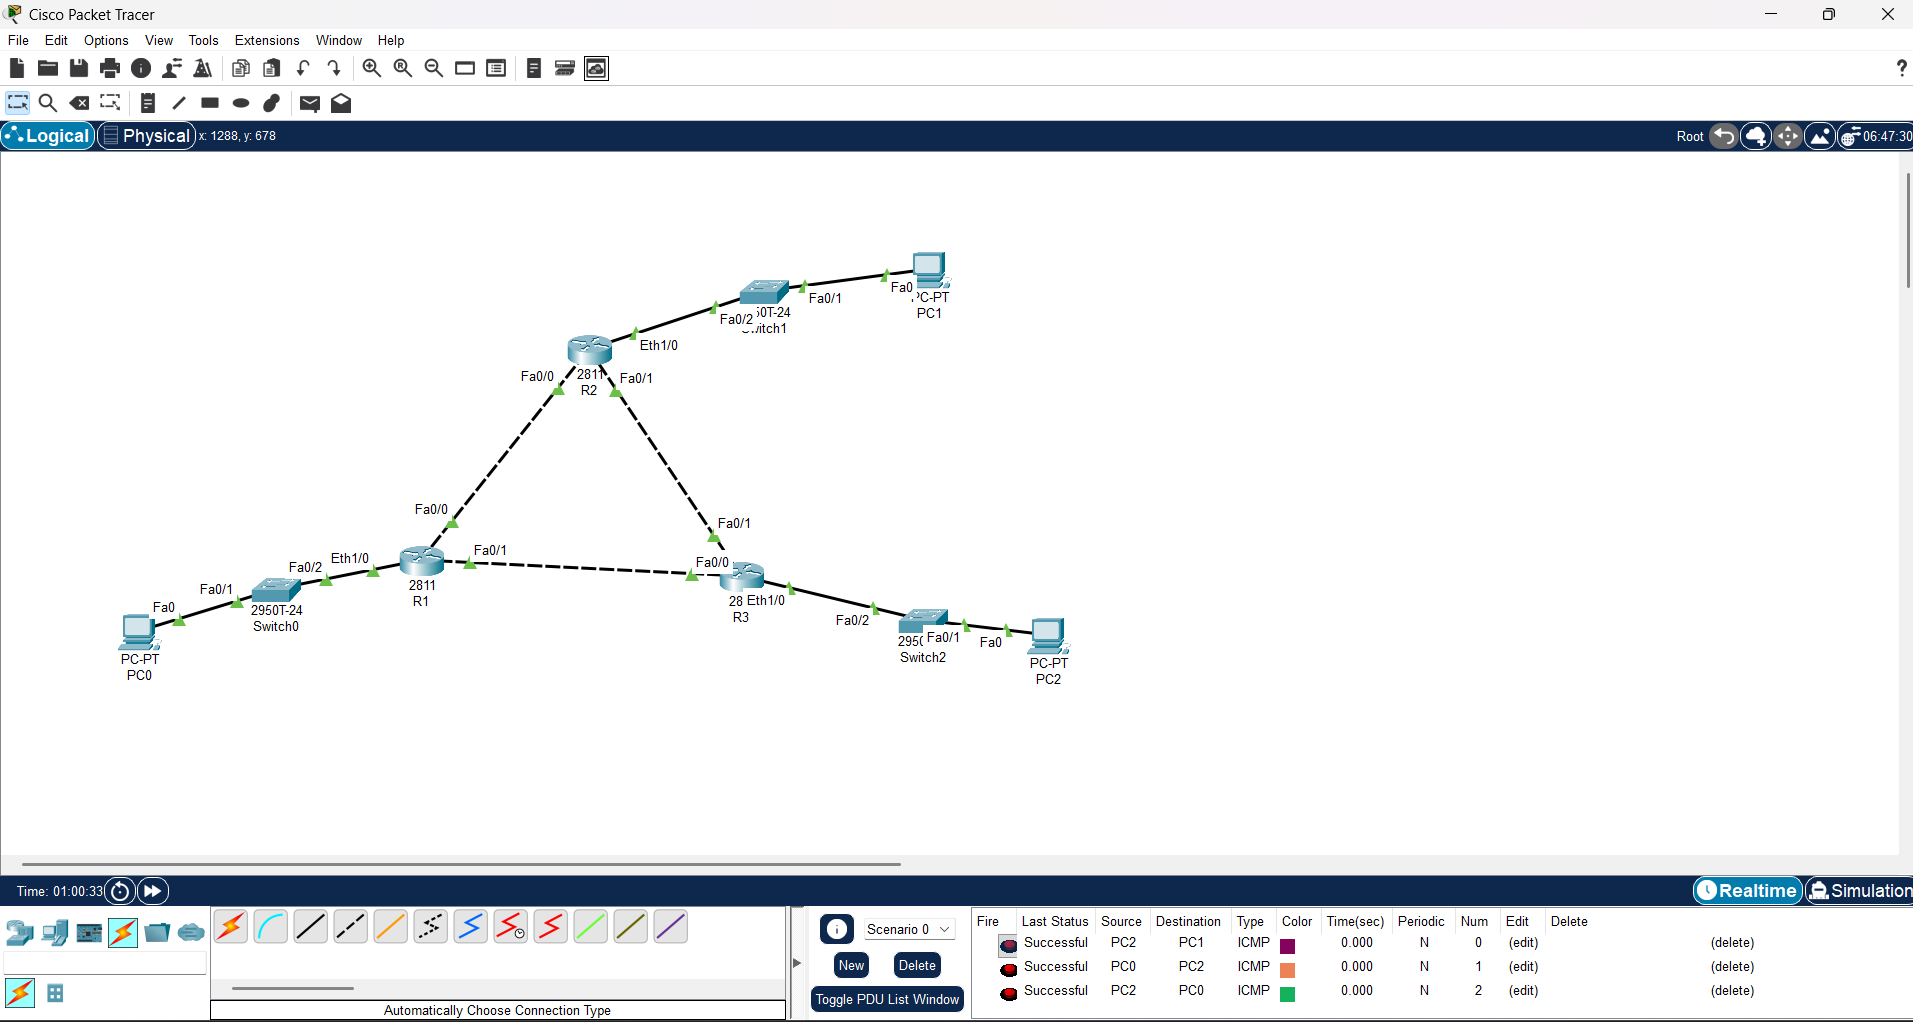 Cisco Packet Tracer
File Edit Options View Tools Extensions Window Help
?
Logical Physical x: 1288, y: 678 Root 06:47:30
Fa0
PC-PT
PC1
Fa0/1
Fa0/2
50T-24
witch1
Eth1/0
Fa0/0
2811
R2
Fa0/1
Fa0/0
Fa0/1
Fa0/1
Fa0/0
2811
R1
Eth1/0
Fa0/2
Fa0/1
2950T-24
Switch0
Fa0
PC-PT
PC0
28
Eth1/0
R3
Fa0/2
Fa0/1
295
Switch2
Fa0
PC-PT
PC2
Time: 01:00:33 Realtime Simulation
Automatically Choose Connection Type
Scenario 0
New Delete
Toggle PDU List Window
Fire Last Status Source Destination Type Color Time(sec) Periodic Num Edit Delete
Successful PC2 PC1 ICMP 0.000 N 0 (edit) (delete)
Successful PC0 PC2 ICMP 0.000 N 1 (edit) (delete)
Successful PC2 PC0 ICMP 0.000 N 2 (edit) (delete)